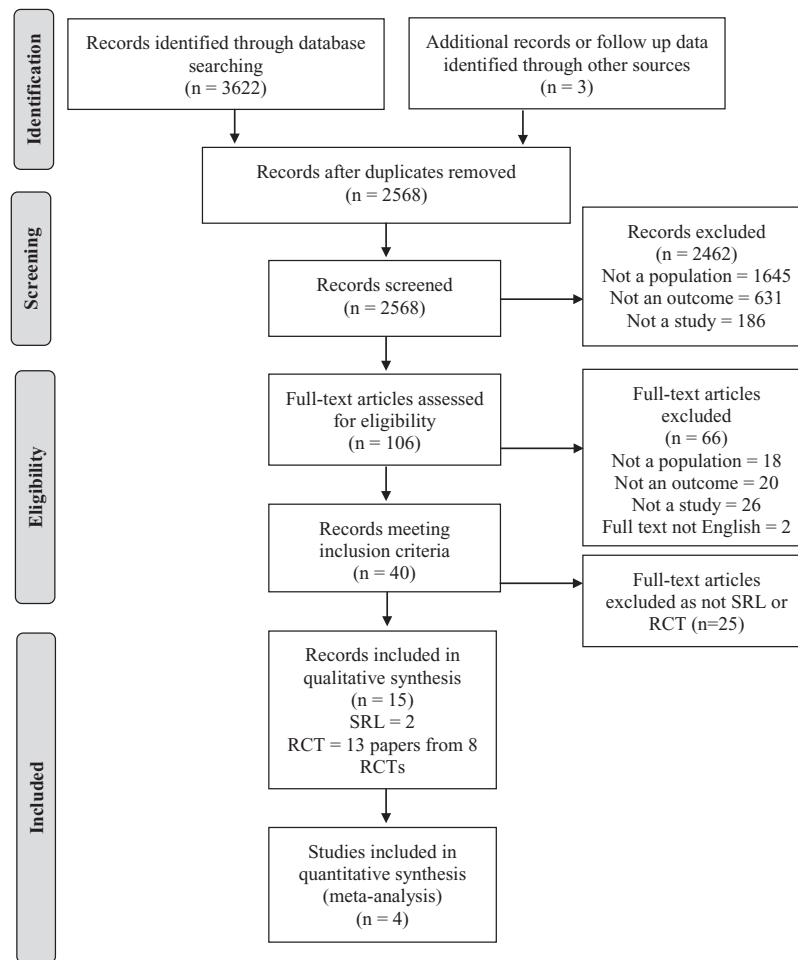 Identification
Records identified through database
searching
(n = 3622)
Additional records or follow up data
identified through other sources
(n = 3)
Records after duplicates removed
(n = 2568)
Screening
Records screened
(n = 2568)
Records excluded
(n = 2462)
Not a population = 1645
Not an outcome = 631
Not a study = 186
Eligibility
Full-text articles assessed
for eligibility
(n = 106)
Full-text articles
excluded
(n = 66)
Not a population = 18
Not an outcome = 20
Not a study = 26
Full text not English = 2
Records meeting
inclusion criteria
(n = 40)
Full-text articles
excluded as not SRL or
RCT (n=25)
Included
Records included in
qualitative synthesis
(n = 15)
SRL = 2
RCT = 13 papers from 8
RCTs
Studies included in
quantitative synthesis
(meta-analysis)
(n = 4)